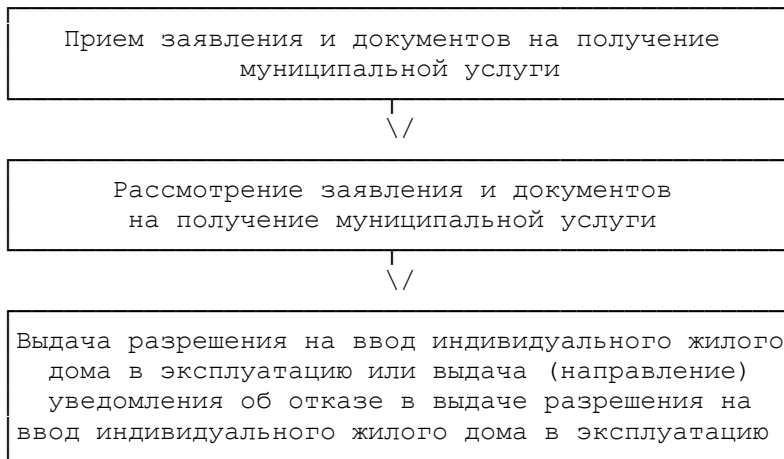 Прием заявления и документов на получение
муниципальной услуги
\/
Рассмотрение заявления и документов
на получение муниципальной услуги
\/
Выдача разрешения на ввод индивидуального жилого
дома в эксплуатацию или выдача (направление)
уведомления об отказе в выдаче разрешения на
ввод индивидуального жилого дома в эксплуатацию